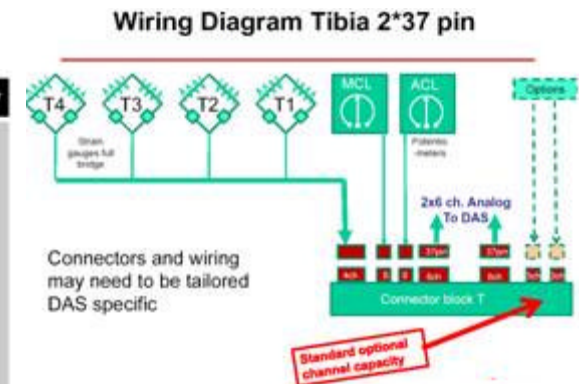 Wiring Diagram Tibia 2*37 pin
T4 T3 T2 T1 MCL ACL Options
Strain
gauges full
bridge
Potentio
-meters
2x6 ch. Analog
To DAS
37pin 37pin
Connectors and wiring
may need to be tailored
DAS specific
4ch 6ch 6ch
Connector block T
Standard optional
channel capacity